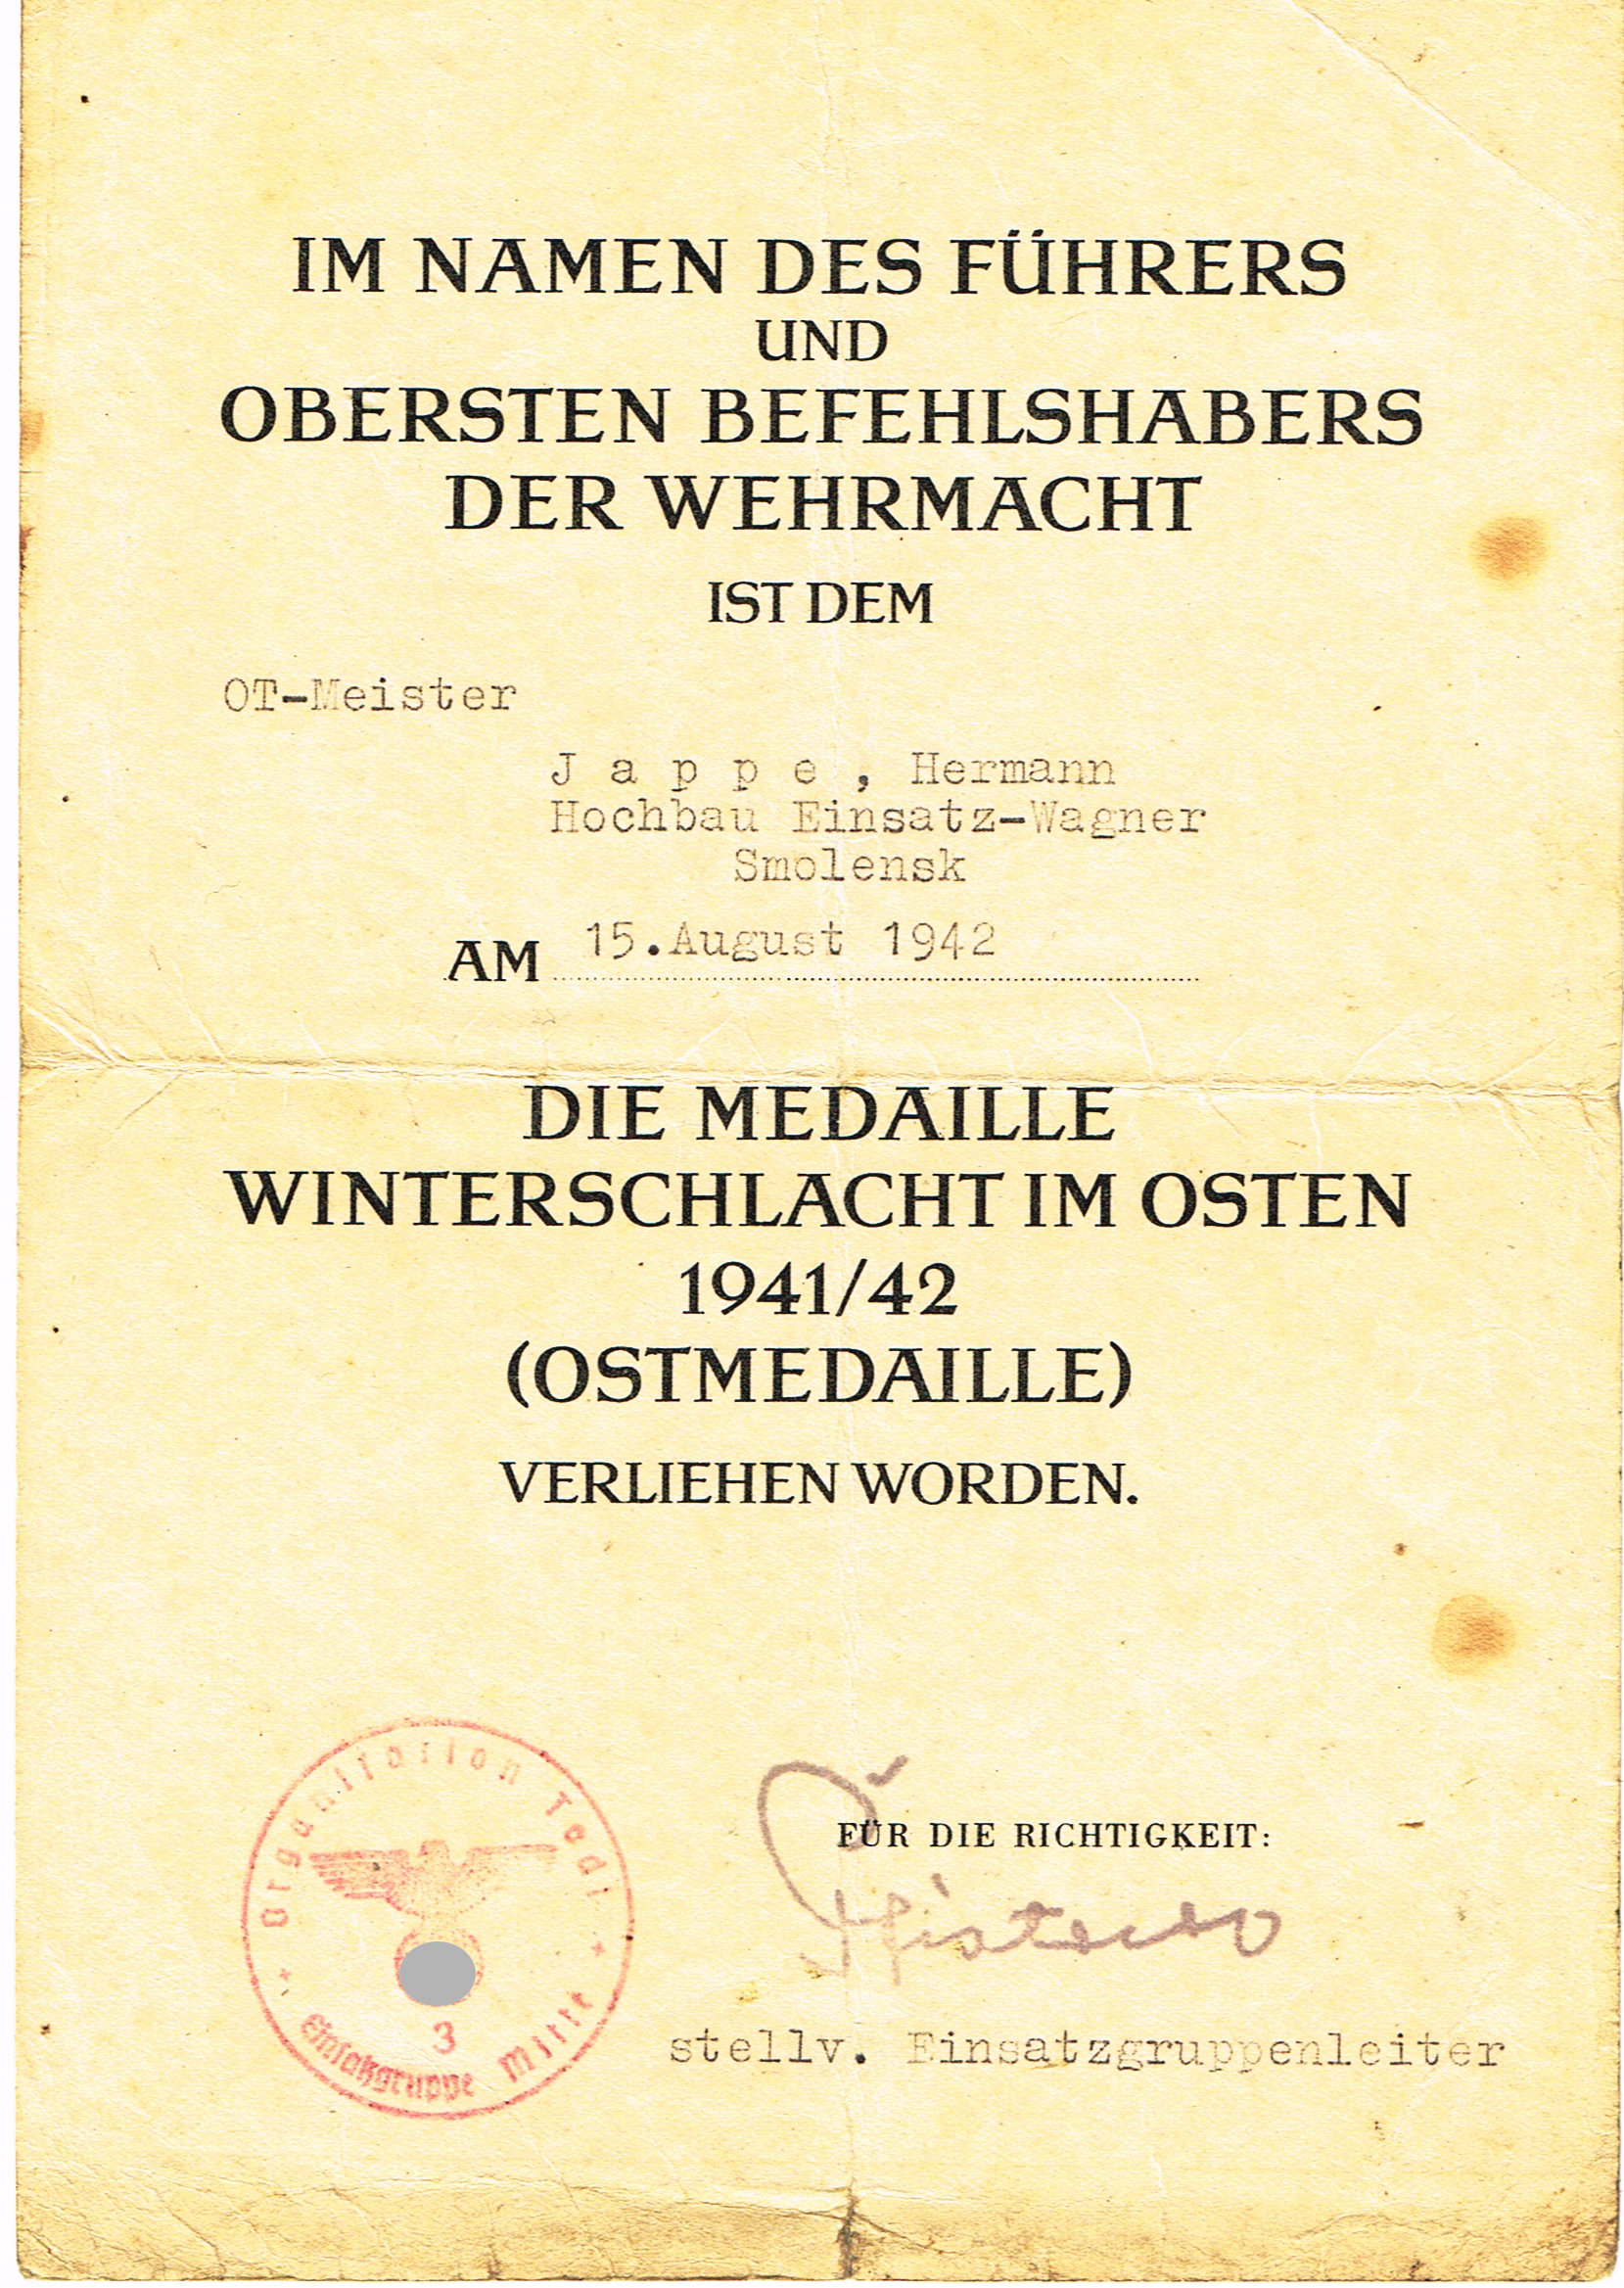 IM NAMEN DES FÜHRERS
UND
OBERSTEN BEFEHLSHABERS
DER WEHRMACHT
IST DEM
OT-Meister
J a p p e , Hermann
Hochbau Einsatz-Wagner
Smolensk
AM 15.August 1942
DIE MEDAILLE
WINTERSCHLACHT IM OSTEN
1941/42
(OSTMEDAILLE)
VERLIEHEN WORDEN.
FÜR DIE RICHTIGKEIT:
stellv. Einsatzgruppenleiter
Organisation Todt
3
Einsatzgruppe Mitte